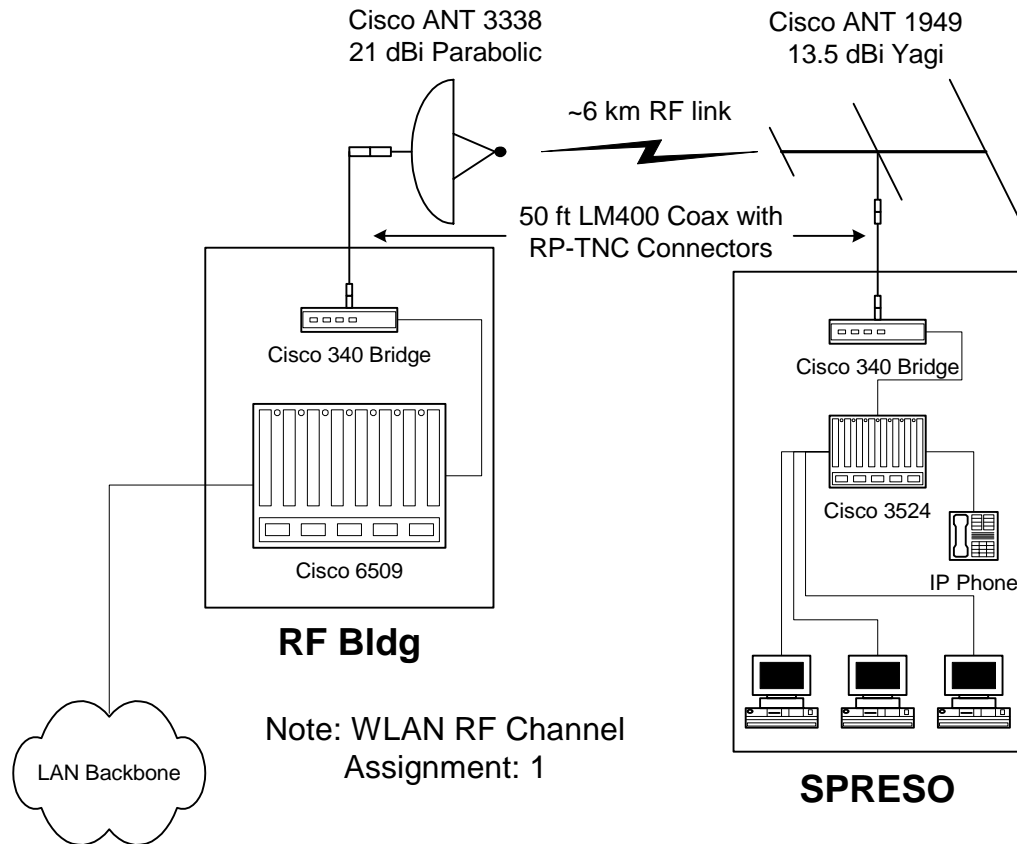 Cisco ANT 3338
21 dBi Parabolic
Cisco ANT 1949
13.5 dBi Yagi
~6 km RF link
50 ft LM400 Coax with
RP-TNC Connectors
Cisco 340 Bridge
Cisco 6509
RF Bldg
Cisco 340 Bridge
Cisco 3524
IP Phone
SPRESO
LAN Backbone
Note: WLAN RF Channel
Assignment: 1